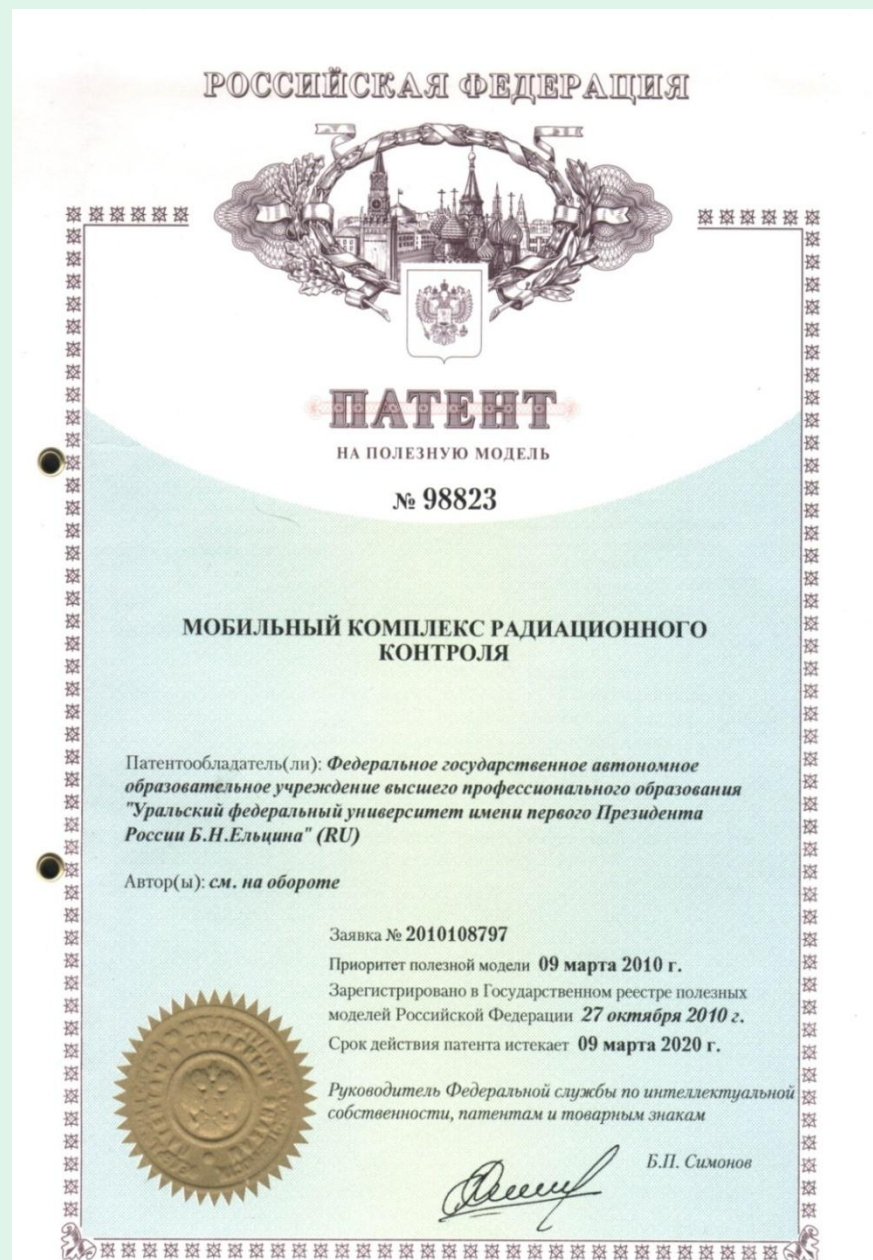 РОССИЙСКАЯ ФЕДЕРАЦИЯ
ПАТЕНТ
НА ПОЛЕЗНУЮ МОДЕЛЬ
№ 98823
МОБИЛЬНЫЙ КОМПЛЕКС РАДИАЦИОННОГО
КОНТРОЛЯ
Патентообладатель(ли): Федеральное государственное автономное
образовательное учреждение высшего профессионального образования
"Уральский федеральный университет имени первого Президента
России Б.Н.Ельцина" (RU)
Автор(ы): см. на обороте
Заявка № 2010108797
Приоритет полезной модели 09 марта 2010 г.
Зарегистрировано в Государственном реестре полезных
моделей Российской Федерации 27 октября 2010 г.
Срок действия патента истекает 09 марта 2020 г.
Руководитель Федеральной службы по интеллектуальной
собственности, патентам и товарным знакам
Б.П. Симонов